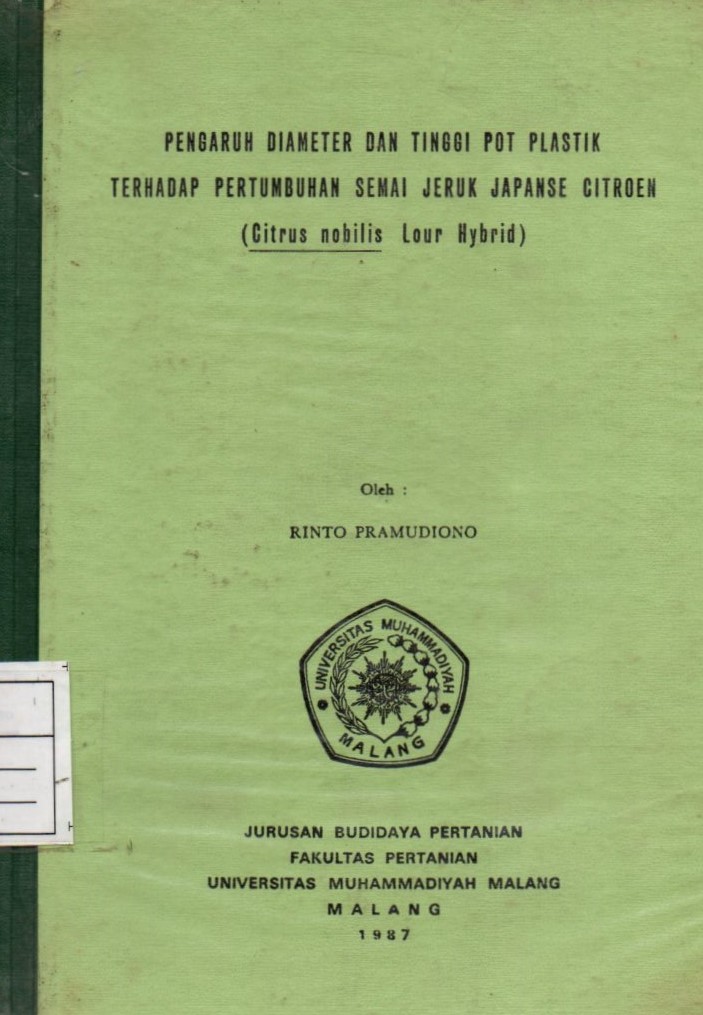 PENGARUH DIAMETER DAN TINGGI POT PLASTIK
TERHADAP PERTUMBUHAN SEMAI JERUK JAPANSE CITROEN
(Citrus nobilis Lour Hybrid)
Oleh :
RINTO PRAMUDIONO
UNIVERSITAS MUHAMMADIYAH
MALANG
JURUSAN BUDIDAYA PERTANIAN
FAKULTAS PERTANIAN
UNIVERSITAS MUHAMMADIYAH MALANG
MALANG
1987